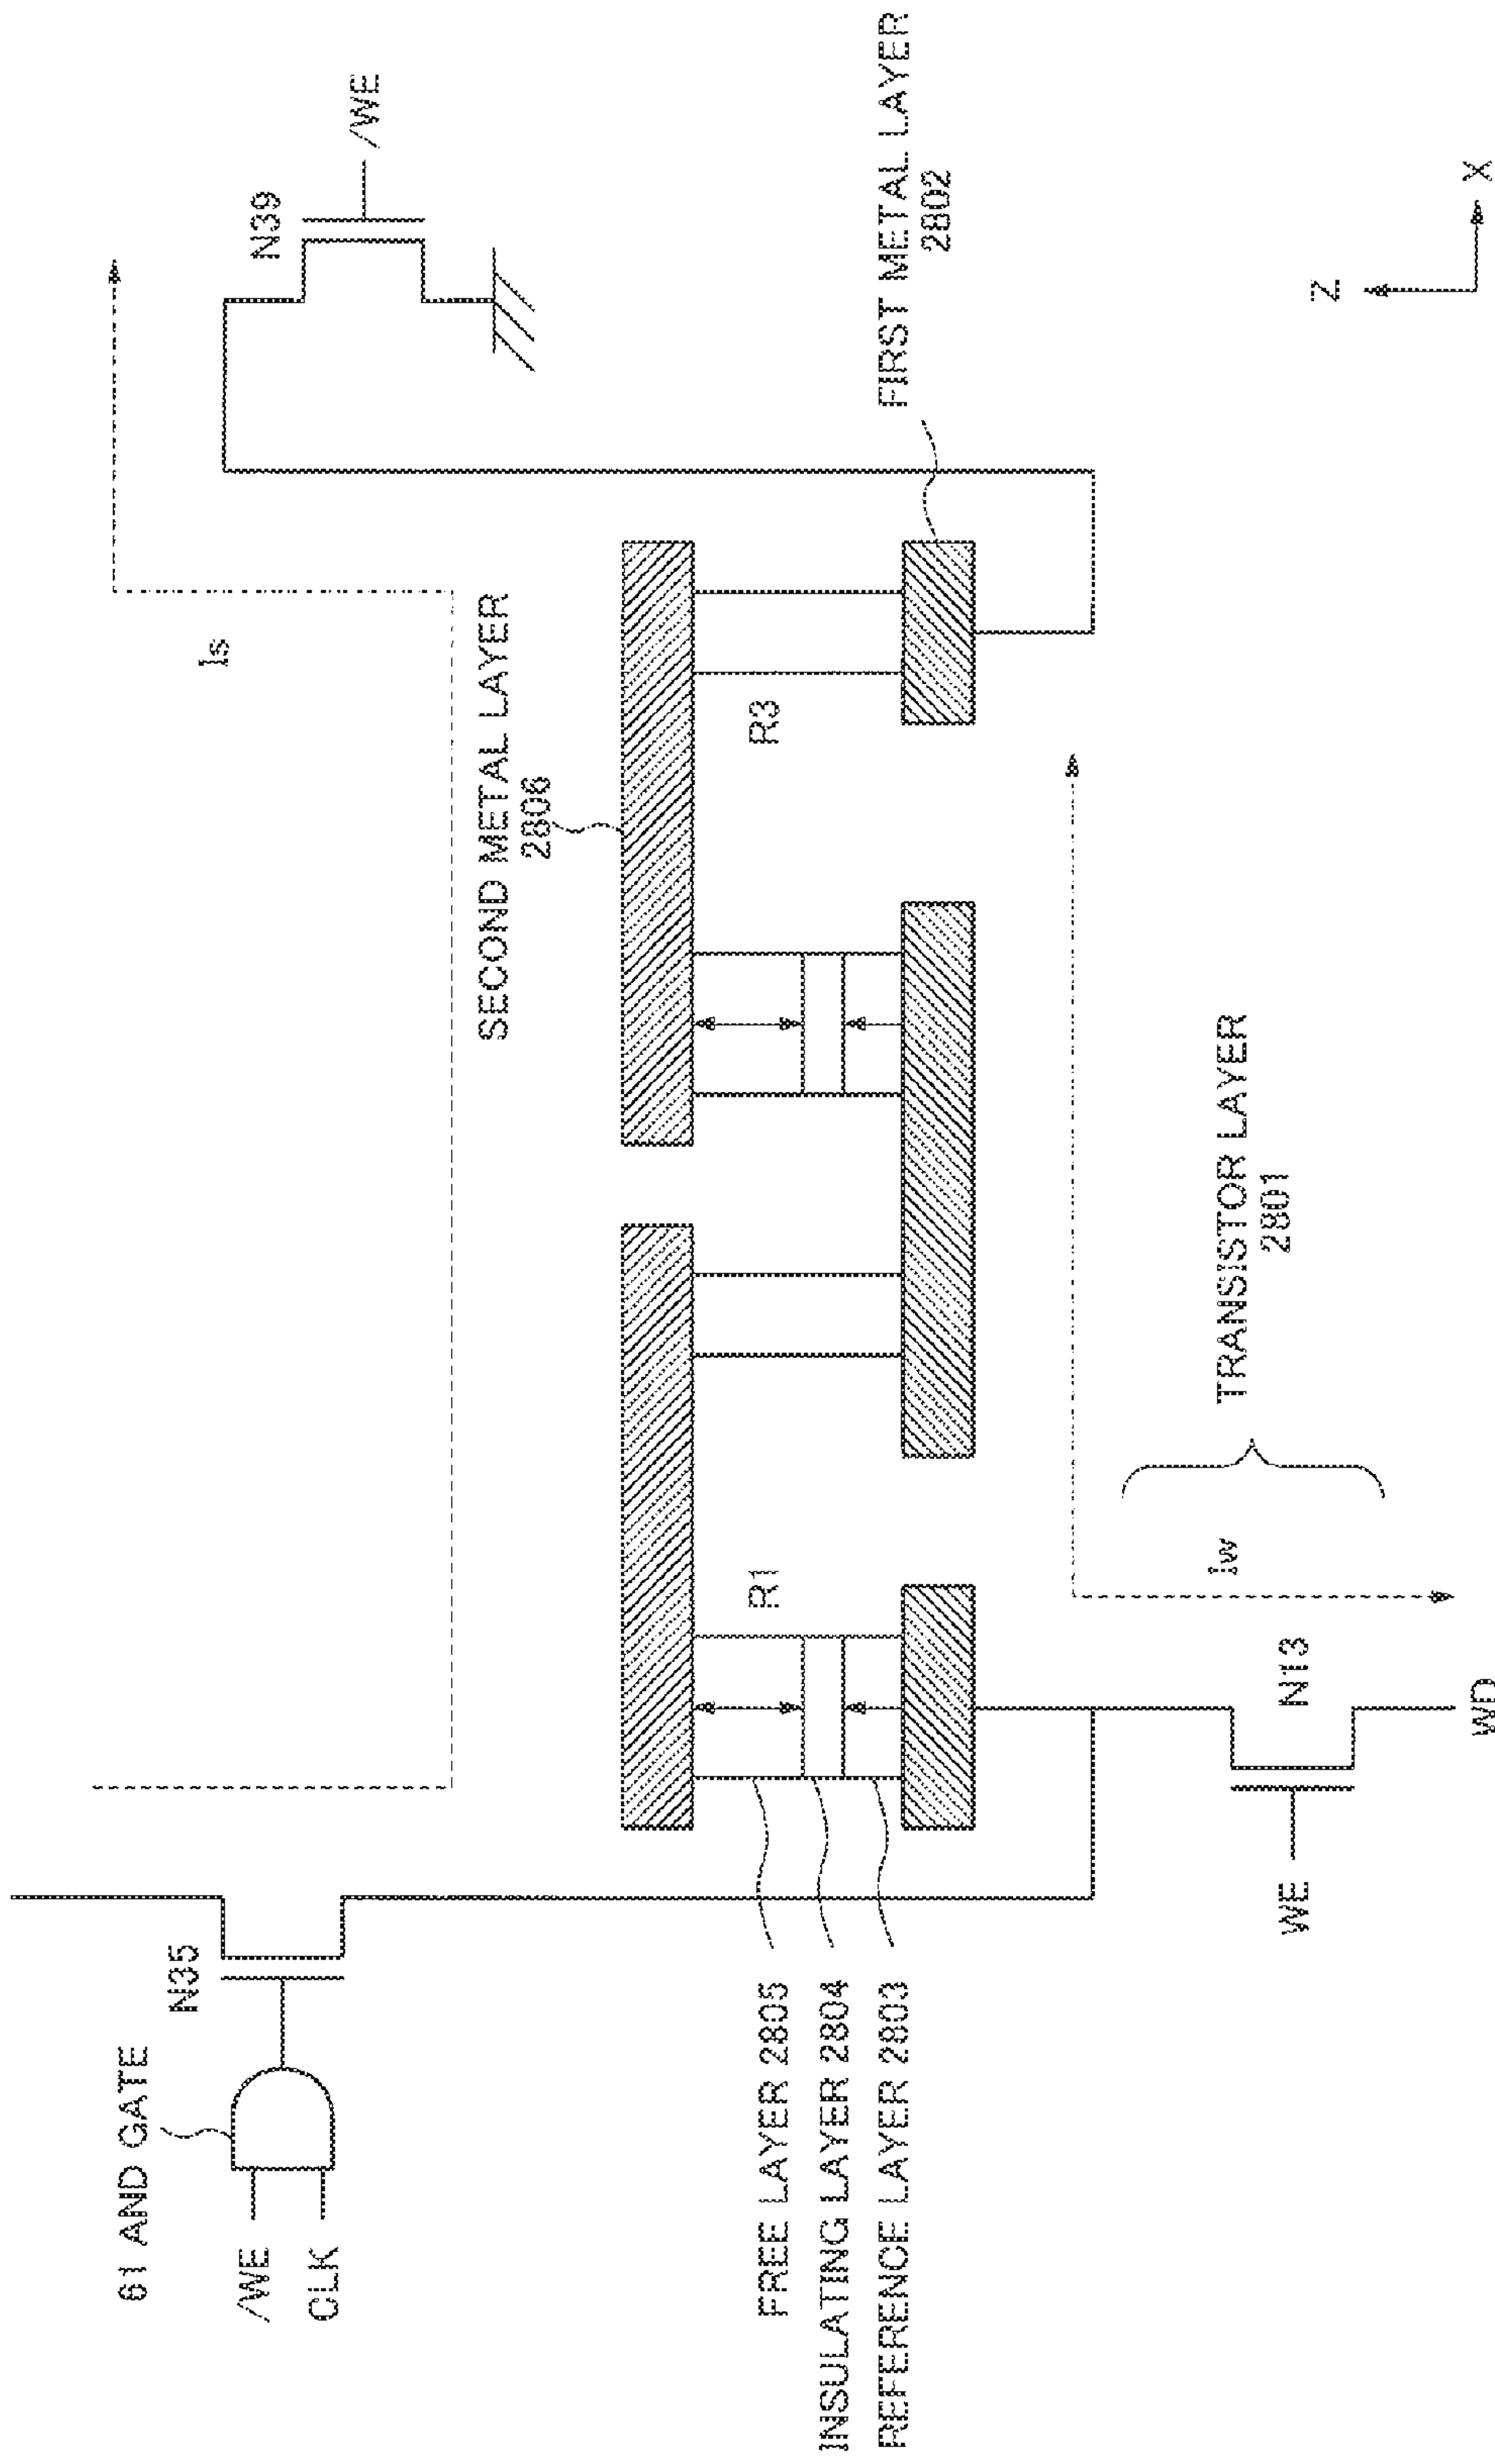 61 AND GATE
/WE
CLK
N35
Is
N39
/WE
SECOND METAL LAYER
2806
FREE LAYER 2805
INSULATING LAYER 2804
REFERENCE LAYER 2803
R1
R3
FIRST METAL LAYER
2802
WE
N13
WD
Iw
TRANSISTOR LAYER
2801
Z
X